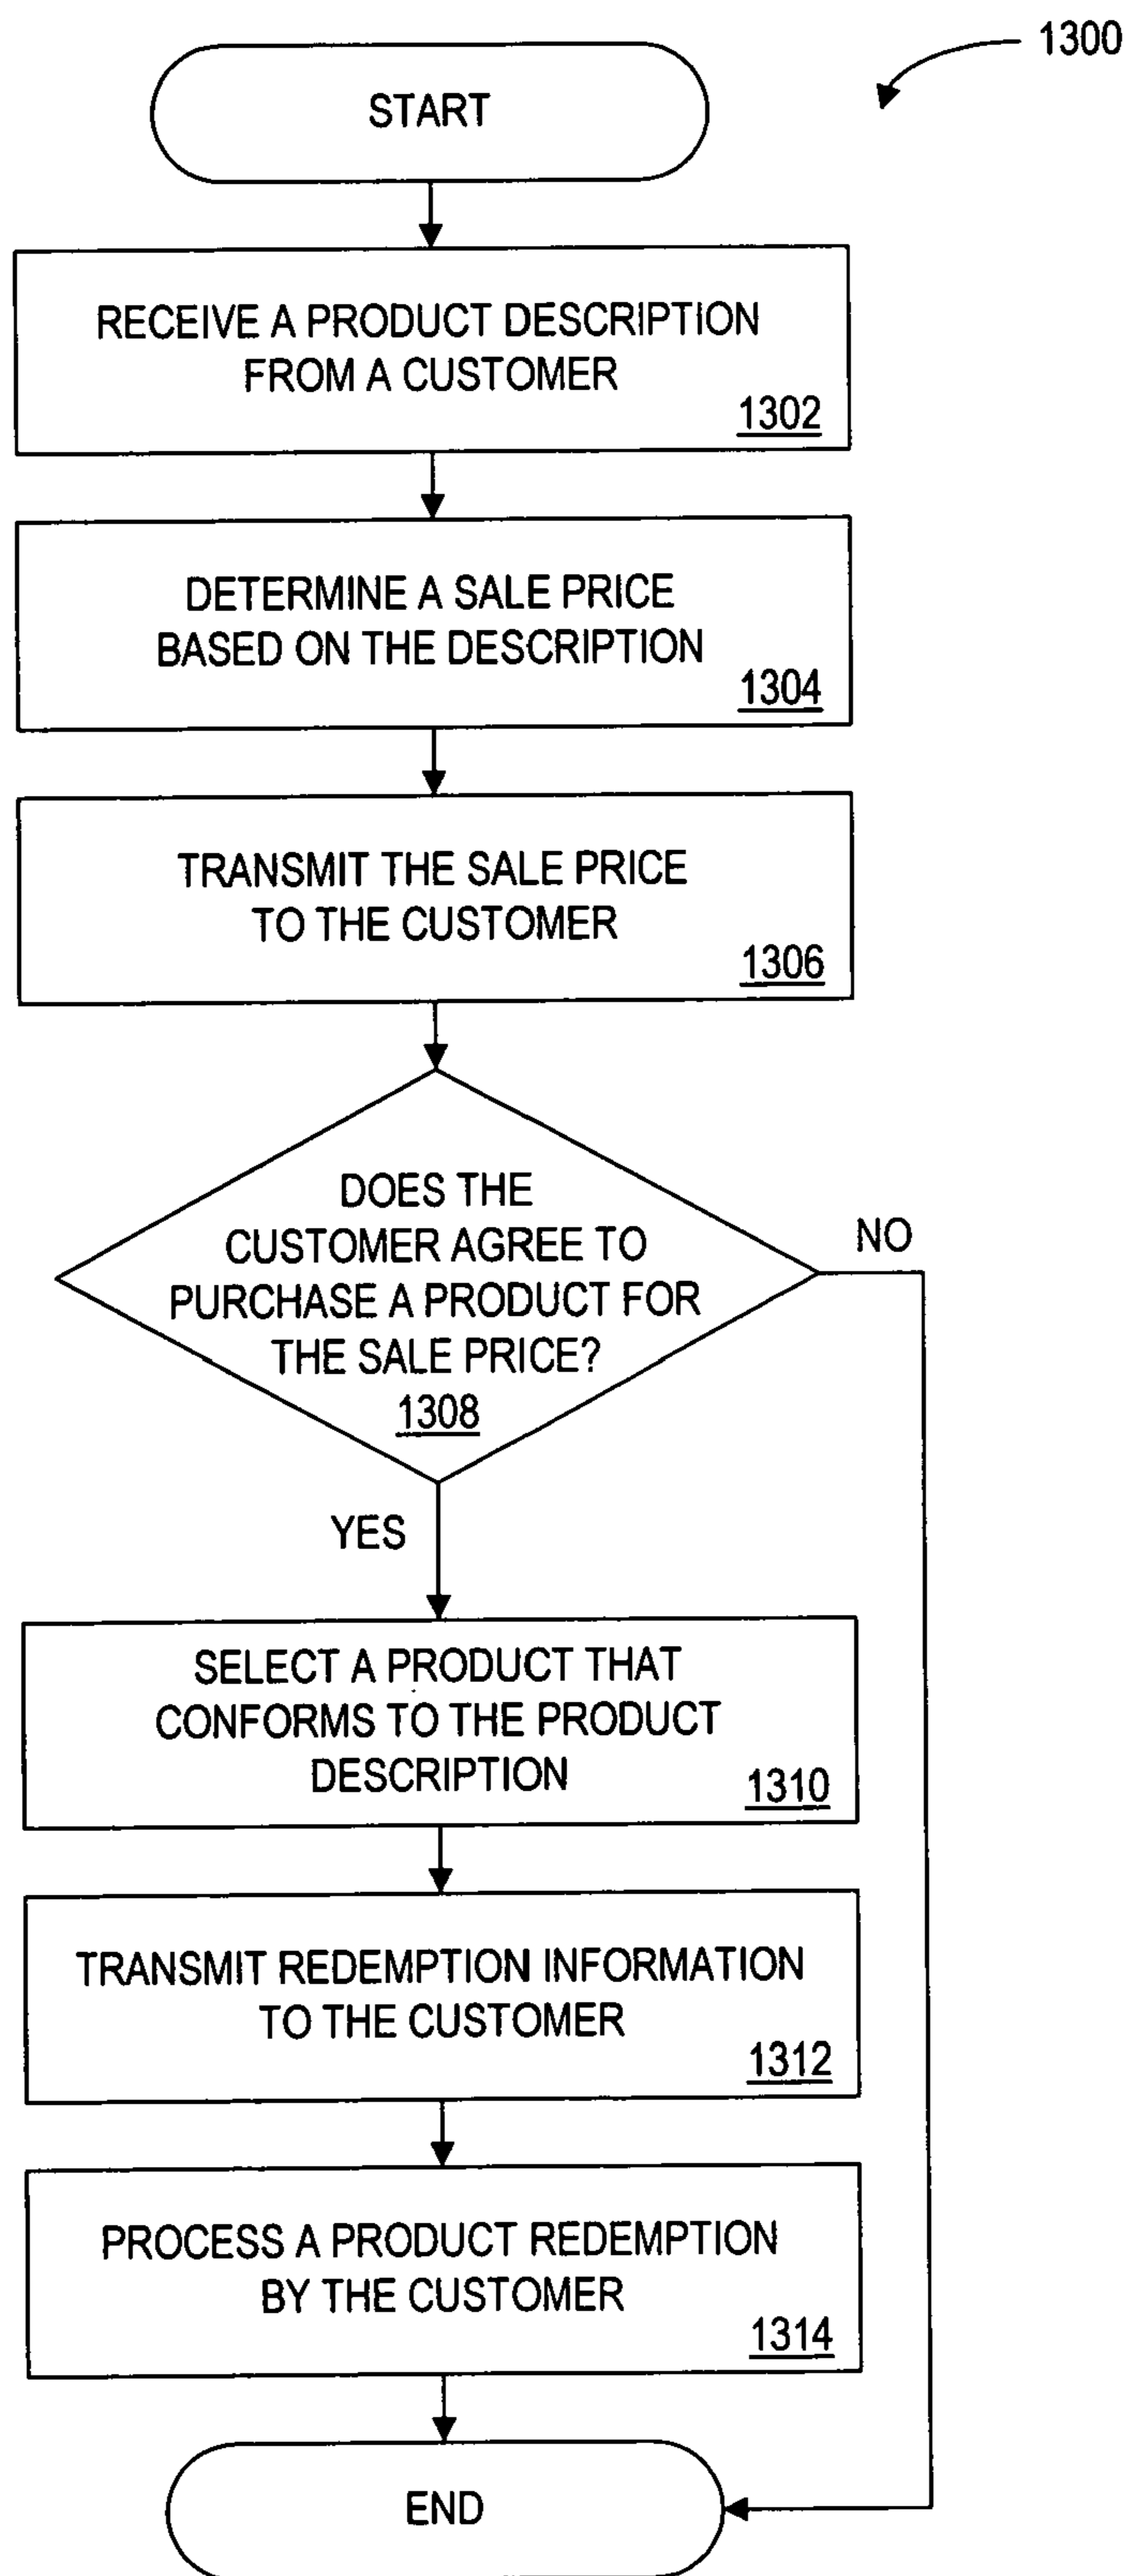 1300
START
RECEIVE A PRODUCT DESCRIPTION
FROM A CUSTOMER
1302
DETERMINE A SALE PRICE
BASED ON THE DESCRIPTION
1304
TRANSMIT THE SALE PRICE
TO THE CUSTOMER
1306
DOES THE
CUSTOMER AGREE TO
PURCHASE A PRODUCT FOR
THE SALE PRICE?
1308
NO
YES
SELECT A PRODUCT THAT
CONFORMS TO THE PRODUCT
DESCRIPTION
1310
TRANSMIT REDEMPTION INFORMATION
TO THE CUSTOMER
1312
PROCESS A PRODUCT REDEMPTION
BY THE CUSTOMER
1314
END